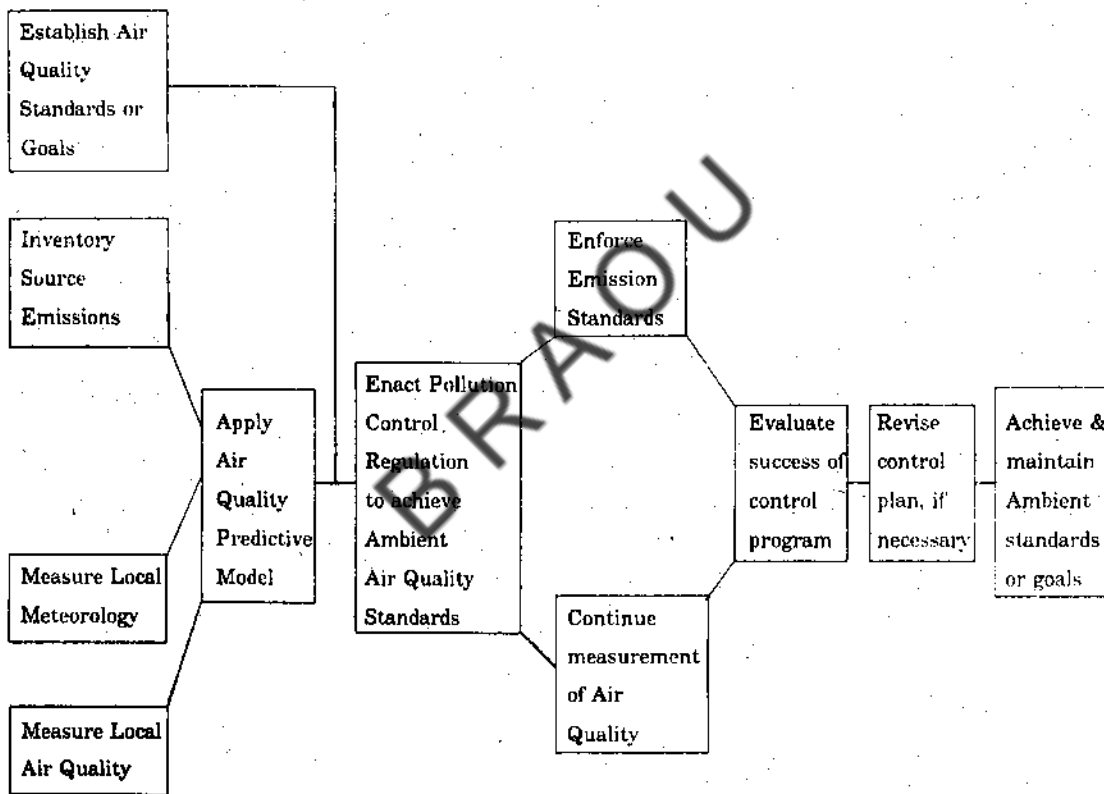 Establish Air
Quality
Standards or
Goals
Inventory
Source
Emissions
Measure Local
Meteorology
Measure Local
Air Quality
Apply
Air
Quality
Predictive
Model
Enact Pollution
Control
Regulation
to achieve
Ambient
Air Quality
Standards
Enforce
Emission
Standards
Continue
measurement
of Air
Quality
Evaluate
success of
control
program
Revise
control
plan, if
necessary
Achieve &
maintain
Ambient
standards
or goals
BRAOU